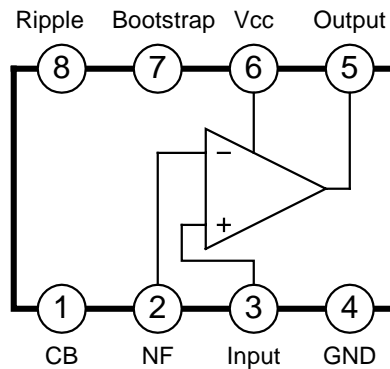 Ripple Bootstrap Vcc Output
8 7 6 5
−
+
1 2 3 4
CB NF Input GND